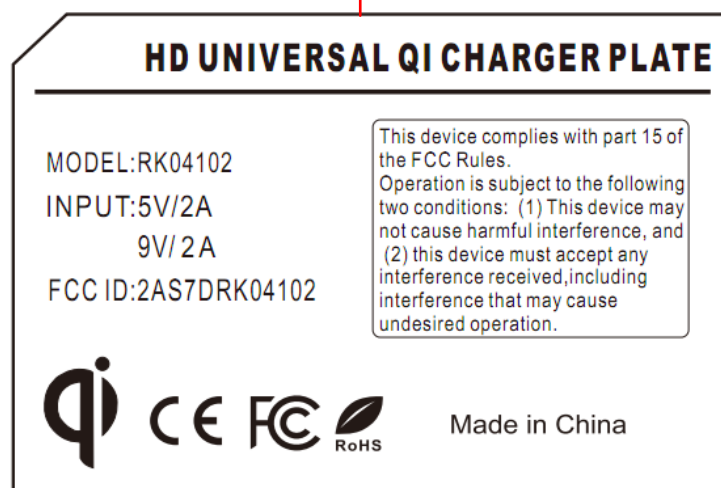 HD UNIVERSAL QI CHARGER PLATE
MODEL:RK04102
INPUT:5V/2A
9V/2A
FCC ID:2AS7DRK04102
This device complies with part 15 of
the FCC Rules.
Operation is subject to the following
two conditions: (1) This device may
not cause harmful interference, and
(2) this device must accept any
interference received,including
interference that may cause
undesired operation.
qi CE FC RoHS
Made in China